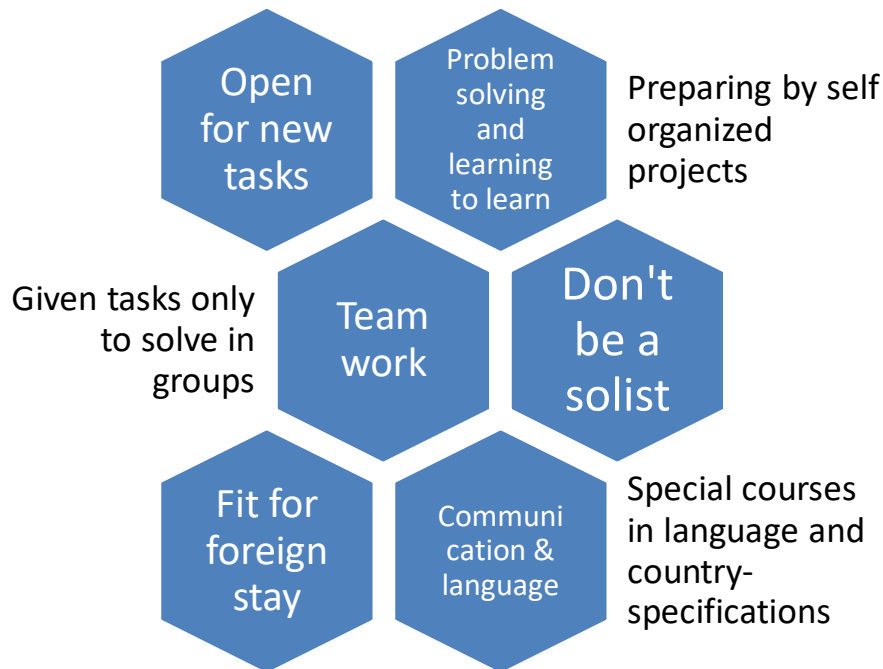 Open
for new
tasks
Problem
solving
and
learning
to learn
Preparing by self
organized
projects
Given tasks only
to solve in
groups
Team
work
Don't
be a
solist
Fit for
foreign
stay
Communi
cation &
language
Special courses
in language and
country-
specifications